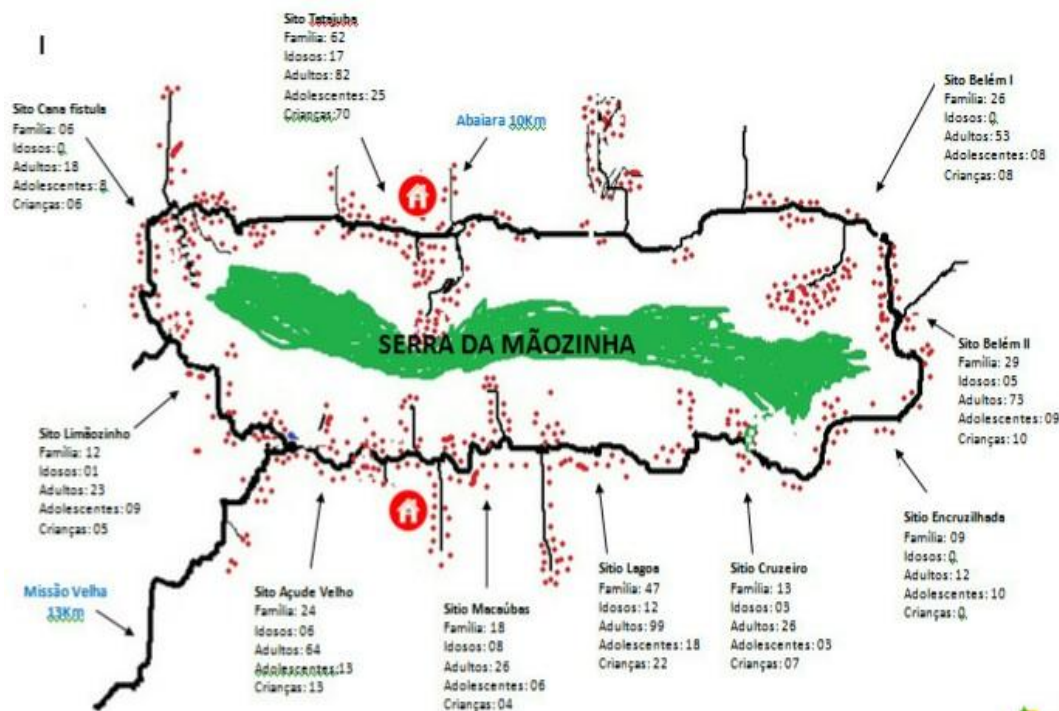 I
Sito Tatajuba
Família: 62
Idosos: 17
Adultos: 82
Adolescentes: 25
Crianças:70
Abaiara 10Km
Sito Belém I
Família: 26
Idosos: 0
Adultos: 53
Adolescentes: 08
Crianças: 08
Sito Cana fistula
Família: 06
Idosos: 0
Adultos: 18
Adolescentes: 8
Crianças: 06
SERRA DA MÃOZINHA
Sito Belém II
Família: 29
Idosos: 05
Adultos: 73
Adolescentes: 09
Crianças: 10
Sito Limãozinho
Família: 12
Idosos: 01
Adultos: 23
Adolescentes: 09
Crianças: 05
Sitio Encruzilhada
Família: 09
Idosos: 0
Adultos: 12
Adolescentes: 10
Crianças: 0
Missão Velha
13Km
Sito Açude Velho
Família: 24
Idosos: 06
Adultos: 64
Adolescentes:13
Crianças: 13
Sitio Macaúbas
Família: 18
Idosos: 08
Adultos: 26
Adolescentes: 06
Crianças: 04
Sitio Lagoa
Família: 47
Idosos: 12
Adultos: 99
Adolescentes: 18
Crianças: 22
Sitio Cruzeiro
Família: 13
Idosos: 03
Adultos: 26
Adolescentes: 03
Crianças: 07